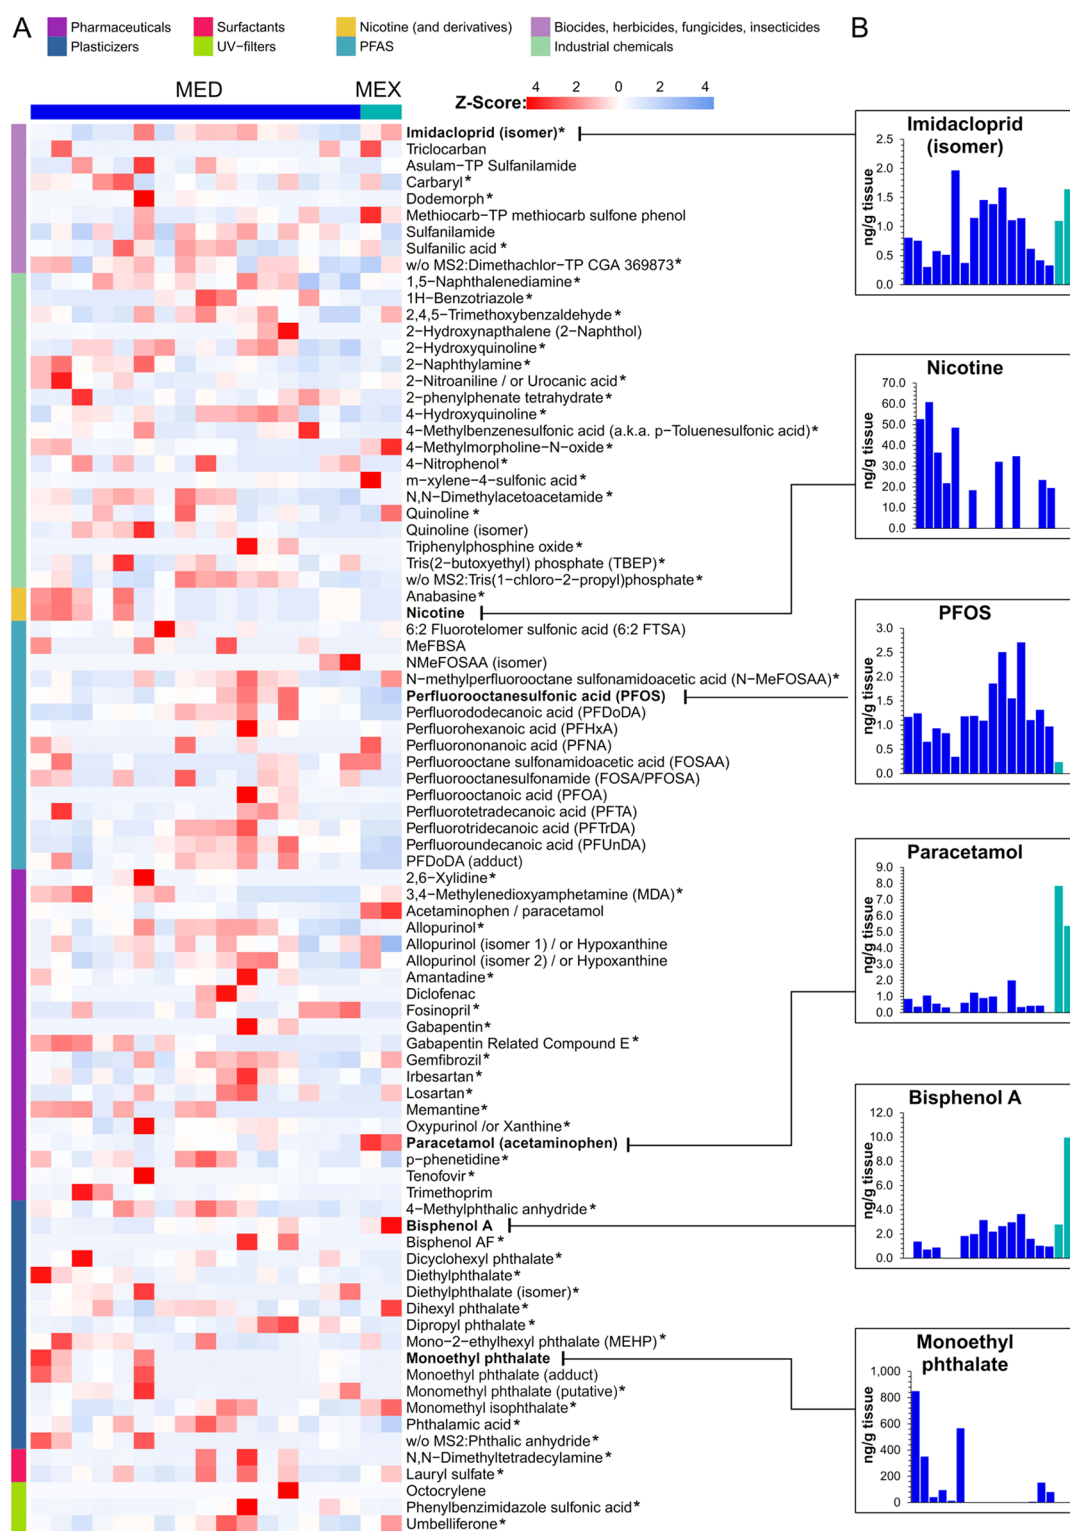 A
Pharmaceuticals
Surfactants
Nicotine (and derivatives)
Biocides, herbicides, fungicides, insecticides
Plasticizers
UV−filters
PFAS
Industrial chemicals
B
MED
MEX
Z-Score:
4 2 0 2 4
Imidacloprid (isomer)*
Triclocarban
Asulam−TP Sulfanilamide
Carbaryl*
Dodemorph*
Methiocarb−TP methiocarb sulfone phenol
Sulfanilamide
Sulfanilic acid*
w/o MS2:Dimethachlor−TP CGA 369873*
1,5−Naphthalenediamine*
1H−Benzotriazole*
2,4,5−Trimethoxybenzaldehyde*
2−Hydroxynapthalene (2−Naphthol)
2−Hydroxyquinoline*
2−Naphthylamine*
2−Nitroaniline / or Urocanic acid*
2−phenylphenate tetrahydrate*
4−Hydroxyquinoline*
4−Methylbenzenesulfonic acid (a.k.a. p−Toluenesulfonic acid)*
4−Methylmorpholine−N−oxide*
4−Nitrophenol*
m−xylene−4−sulfonic acid*
N,N−Dimethylacetoacetamide*
Quinoline*
Quinoline (isomer)
Triphenylphosphine oxide*
Tris(2−butoxyethyl) phosphate (TBEP)*
w/o MS2:Tris(1−chloro−2−propyl)phosphate*
Anabasine*
Nicotine
6:2 Fluorotelomer sulfonic acid (6:2 FTSA)
MeFBSA
NMeFOSAA (isomer)
N−methylperfluorooctane sulfonamidoacetic acid (N−MeFOSAA)*
Perfluorooctanesulfonic acid (PFOS)
Perfluorododecanoic acid (PFDoDA)
Perfluorohexanoic acid (PFHxA)
Perfluorononanoic acid (PFNA)
Perfluorooctane sulfonamidoacetic acid (FOSAA)
Perfluorooctanesulfonamide (FOSA/PFOSA)
Perfluorooctanoic acid (PFOA)
Perfluorotetradecanoic acid (PFTA)
Perfluorotridecanoic acid (PFTrDA)
Perfluoroundecanoic acid (PFUnDA)
PFDoDA (adduct)
2,6−Xylidine*
3,4−Methylenedioxyamphetamine (MDA)*
Acetaminophen / paracetamol
Allopurinol*
Allopurinol (isomer 1) / or Hypoxanthine
Allopurinol (isomer 2) / or Hypoxanthine
Amantadine*
Diclofenac
Fosinopril*
Gabapentin*
Gabapentin Related Compound E*
Gemfibrozil*
Irbesartan*
Losartan*
Memantine*
Oxypurinol /or Xanthine*
Paracetamol (acetaminophen)
p−phenetidine*
Tenofovir*
Trimethoprim
4−Methylphthalic anhydride*
Bisphenol A
Bisphenol AF*
Dicyclohexyl phthalate*
Diethylphthalate*
Diethylphthalate (isomer)*
Dihexyl phthalate*
Dipropyl phthalate*
Mono−2−ethylhexyl phthalate (MEHP)*
Monoethyl phthalate
Monoethyl phthalate (adduct)
Monomethyl phthalate (putative)*
Monomethyl isophthalate*
Phthalamic acid*
w/o MS2:Phthalic anhydride*
N,N−Dimethyltetradecylamine*
Lauryl sulfate*
Octocrylene
Phenylbenzimidazole sulfonic acid*
Umbelliferone*
Imidacloprid
(isomer)
ng/g tissue
2.5
2.0
1.5
1.0
0.5
0.0
Nicotine
ng/g tissue
70.0
60.0
50.0
40.0
30.0
20.0
10.0
0.0
PFOS
ng/g tissue
3.0
2.5
2.0
1.5
1.0
0.5
0.0
Paracetamol
ng/g tissue
9.0
8.0
7.0
6.0
5.0
4.0
3.0
2.0
1.0
0.0
Bisphenol A
ng/g tissue
12.0
10.0
8.0
6.0
4.0
2.0
0.0
Monoethyl
phthalate
ng/g tissue
1,000
800
600
400
200
0